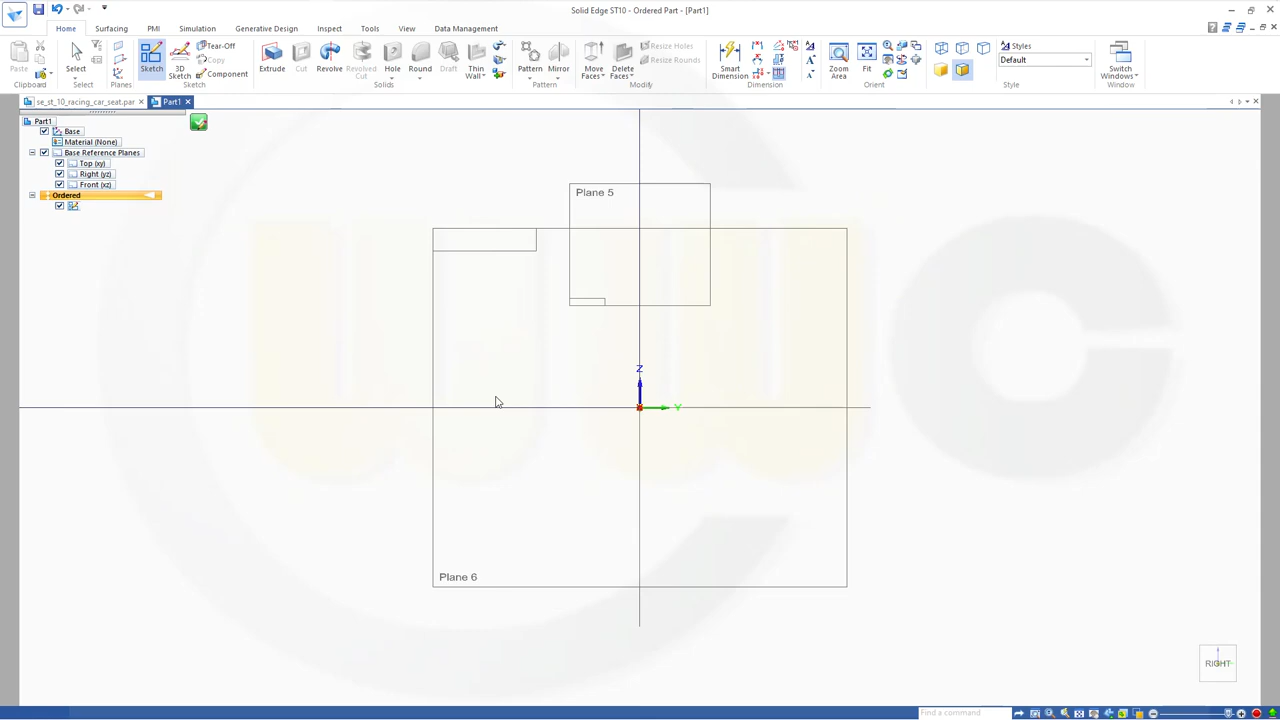 Solid Edge ST10 - Ordered Part - [Part1]
Home
Surfacing
PMI
Simulation
Generative Design
Inspect
Tools
View
Data Management
Paste
Clipboard
Select
Select
Planes
Sketch
3D
Sketch
Tear-Off
Copy
Component
Sketch
Extrude
Cut
Revolve
Revolved
Cut
Hole
Round
Draft
Thin
Wall
Solids
Pattern
Mirror
Pattern
Move
Faces
Delete
Faces
Resize Holes
Resize Rounds
Modify
Smart
Dimension
Dimension
Zoom
Area
Fit
Orient
Styles
Default
Style
Switch
Windows
Window
se_st_10_racing_car_seat.par
Part1
Part1
Base
Material (None)
Base Reference Planes
Top (xy)
Right (yz)
Front (xz)
Ordered
Plane 5
Z
Y
Plane 6
RIGHT
Find a command